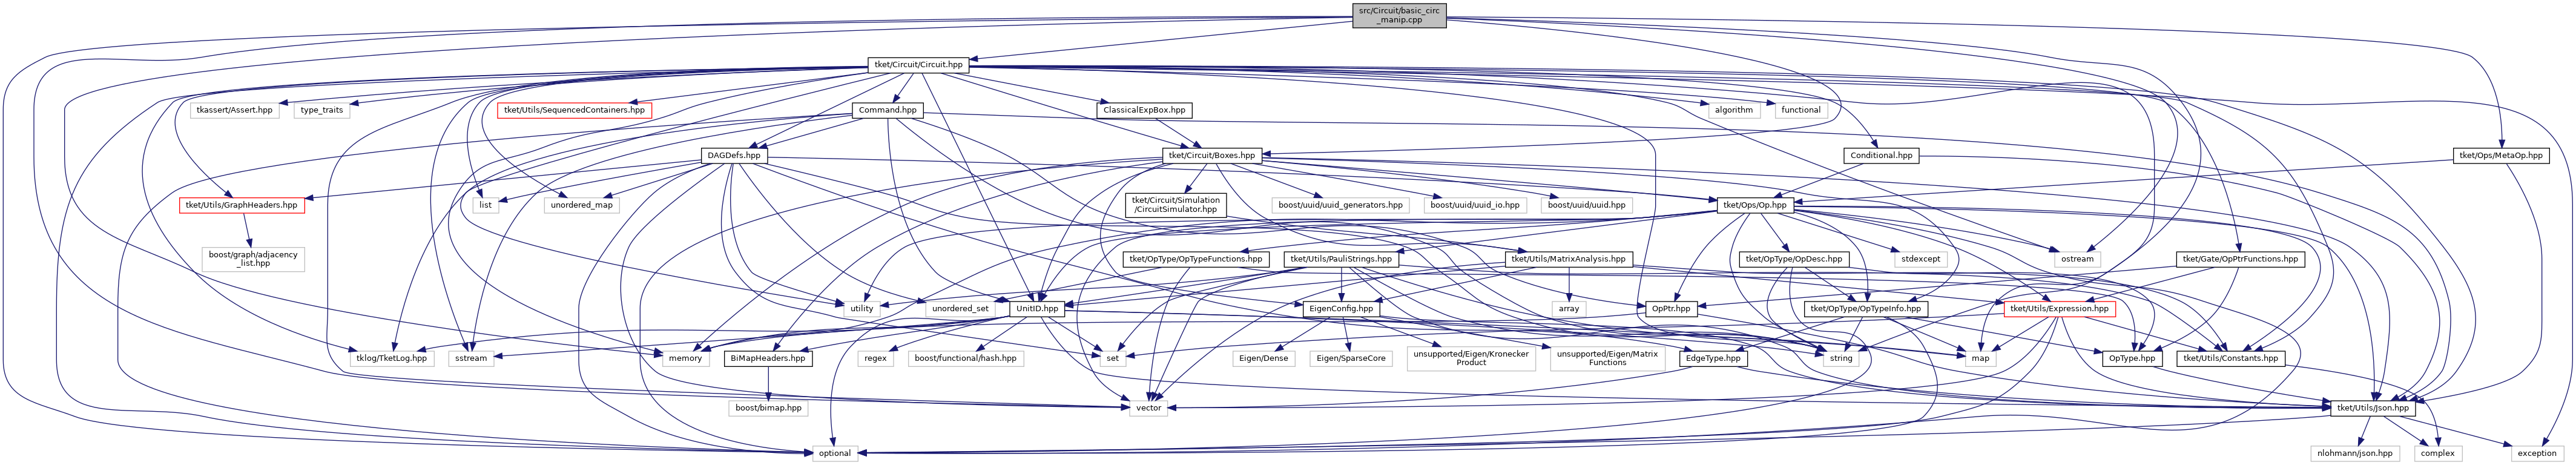 src/Circuit/basic_circ
_manip.cpp
tket/Circuit/Circuit.hpp
tkassert/Assert.hpp
type_traits
tket/Utils/SequencedContainers.hpp
Command.hpp
ClassicalExpBox.hpp
algorithm
functional
DAGDefs.hpp
tket/Circuit/Boxes.hpp
Conditional.hpp
tket/Ops/MetaOp.hpp
tket/Utils/GraphHeaders.hpp
list
unordered_map
tket/Circuit/Simulation
/CircuitSimulator.hpp
boost/uuid/uuid_generators.hpp
boost/uuid/uuid_io.hpp
boost/uuid/uuid.hpp
tket/Ops/Op.hpp
boost/graph/adjacency
_list.hpp
tket/OpType/OpTypeFunctions.hpp
tket/Utils/PauliStrings.hpp
tket/Utils/MatrixAnalysis.hpp
tket/OpType/OpDesc.hpp
stdexcept
ostream
tket/Gate/OpPtrFunctions.hpp
utility
unordered_set
UnitID.hpp
EigenConfig.hpp
array
OpPtr.hpp
tket/OpType/OpTypeInfo.hpp
tket/Utils/Expression.hpp
tklog/TketLog.hpp
sstream
memory
BiMapHeaders.hpp
regex
boost/functional/hash.hpp
set
Eigen/Dense
Eigen/SparseCore
unsupported/Eigen/Kronecker
Product
unsupported/Eigen/Matrix
Functions
EdgeType.hpp
string
map
OpType.hpp
tket/Utils/Constants.hpp
boost/bimap.hpp
vector
tket/Utils/Json.hpp
optional
nlohmann/json.hpp
complex
exception